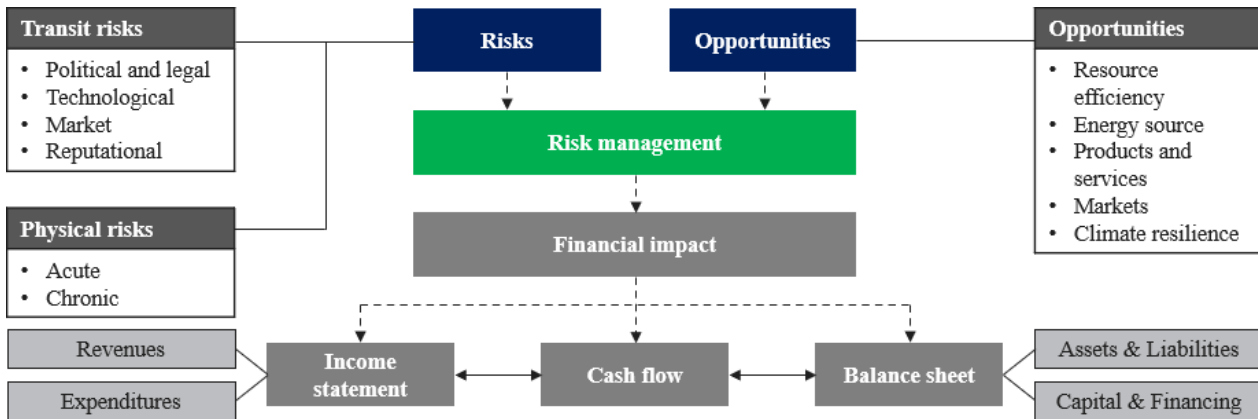 Transit risks
• Political and legal
• Technological
• Market
• Reputational
Physical risks
• Acute
• Chronic
Risks
Opportunities
Risk management
Financial impact
Opportunities
• Resource
efficiency
• Energy source
• Products and
services
• Markets
• Climate resilience
Revenues
Expenditures
Income
statement
Cash flow
Balance sheet
Assets & Liabilities
Capital & Financing